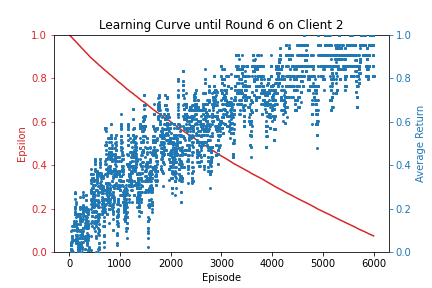 Learning Curve until Round 6 on Client 2
1.0 1.0
0.8 0.8
0.6 0.6
0.4 0.4
0.2 0.2
0.0 0.0
Epsilon
Average Return
0 1000 2000 3000 4000 5000 6000
Episode